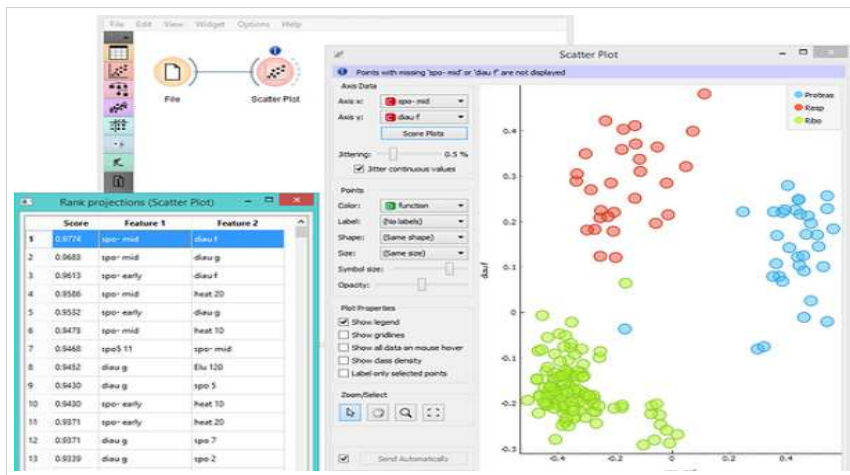 File Edit View Widget Options Help
File
Scatter Plot
Scatter Plot
Points with missing 'spo- mid' or 'diau f' are not displayed
Axis Data
Axis x: spo- mid
Axis y: diau f
Score Plots
Jittering: 0.5 %
Jitter continuous values
Points
Color: function
Label: (No labels)
Shape: (Same shape)
Size: (Same size)
Symbol size:
Opacity:
Plot Properties
Show legend
Show gridlines
Show all data on mouse hover
Show class density
Label only selected points
Zoom/Select
Send Automatically
Proteas
Resp
Ribo
diau f
0.4
0.3
0.2
0.1
0
-0.1
-0.2
-0.3
-0.4 -0.2 0 0.2 0.4
Rank projections (Scatter Plot)
Score Feature 1 Feature 2
1 0.9774 spo- mid diau f
2 0.9683 spo- mid diau g
3 0.9613 spo- early diau f
4 0.9586 spo- mid heat 20
5 0.9532 spo- early diau g
6 0.9473 spo- mid heat 10
7 0.9468 spo5 11 spo- mid
8 0.9452 diau g Elu 120
9 0.9430 diau g spo 5
10 0.9430 spo- early heat 10
11 0.9371 spo- early heat 20
12 0.9371 diau g spo 7
13 0.9339 diau g spo 2